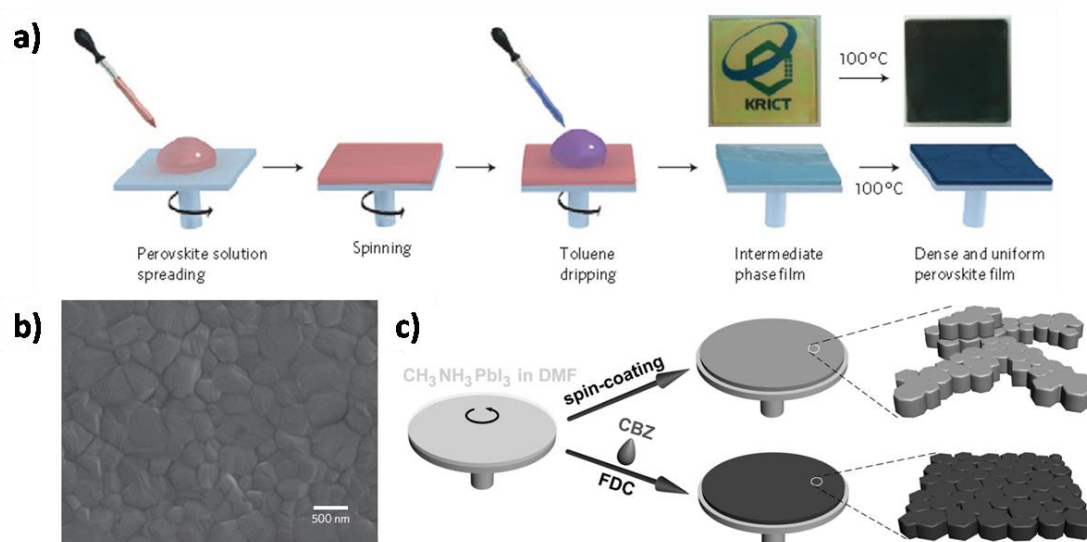 a)
KRICT
100°C
Perovskite solution
spreading
Spinning
Toluene
dripping
100°C
Intermediate
phase film
Dense and uniform
perovskite film
b)
500 nm
c)
CH₃NH₃PbI₃ in DMF
spin-coating
CBZ
FDC